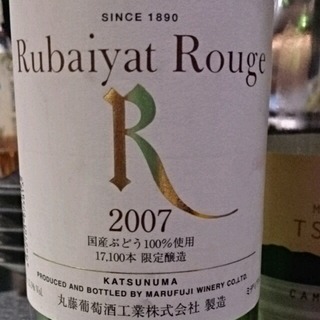 SINCE 1890
Rubaiyat Rouge
R
2007
国産ぶどう100%使用
17,100本 限定醸造
KATSUNUMA
PRODUCED AND BOTTLED BY MARUFUJI WINERY CO.,LTD.
丸藤葡萄酒工業株式会社 製造
TS
CAM